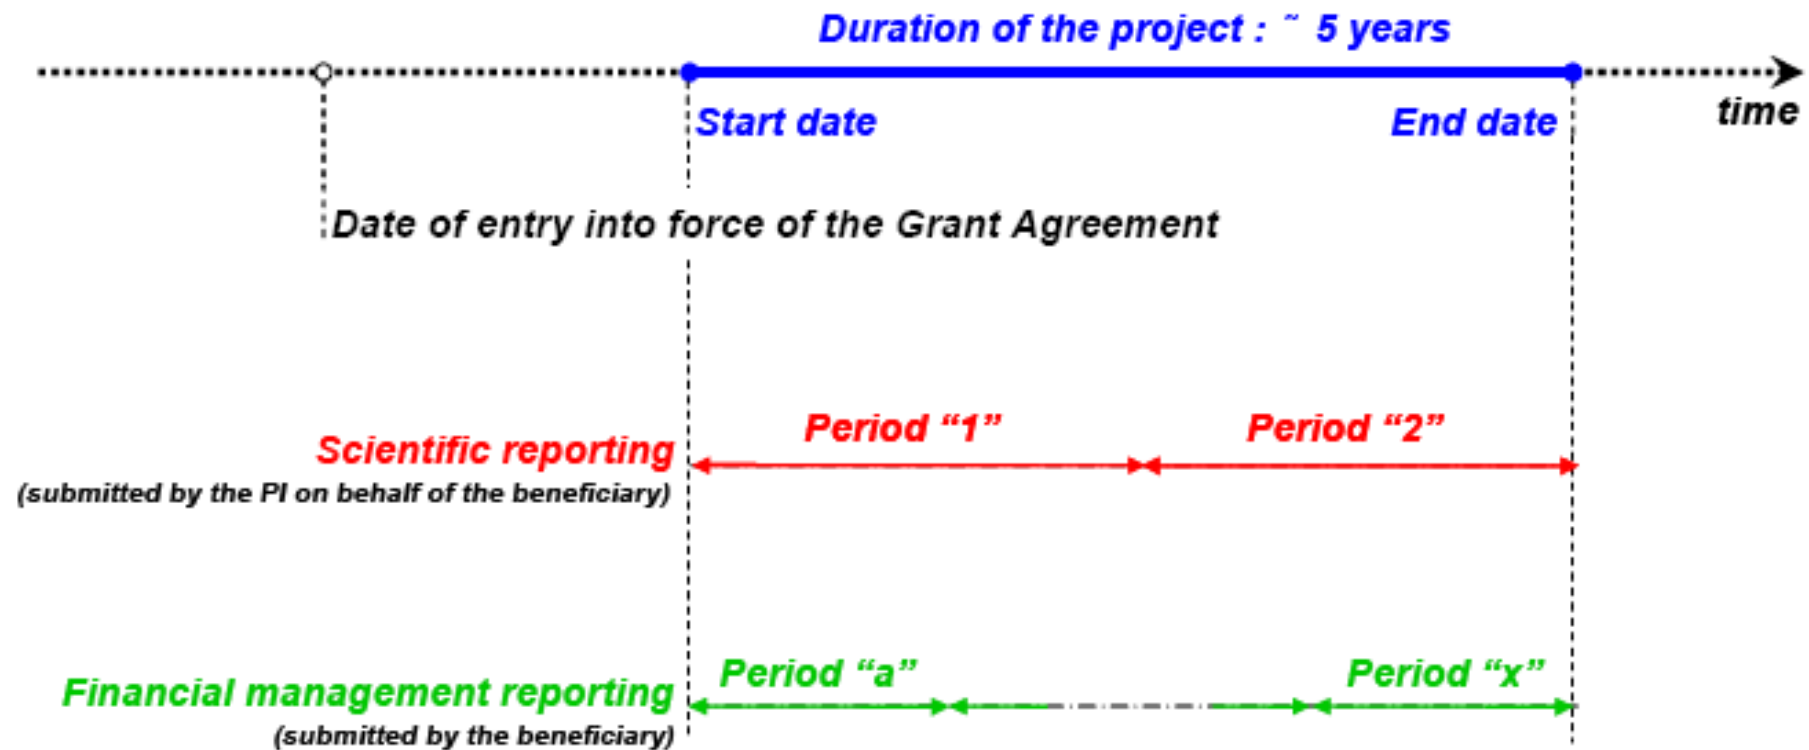 Duration of the project : ˜ 5 years
time
Start date
End date
Date of entry into force of the Grant Agreement
Period “1”
Period “2”
Scientific reporting
(submitted by the PI on behalf of the beneficiary)
Period “a”
Period “x”
Financial management reporting
(submitted by the beneficiary)